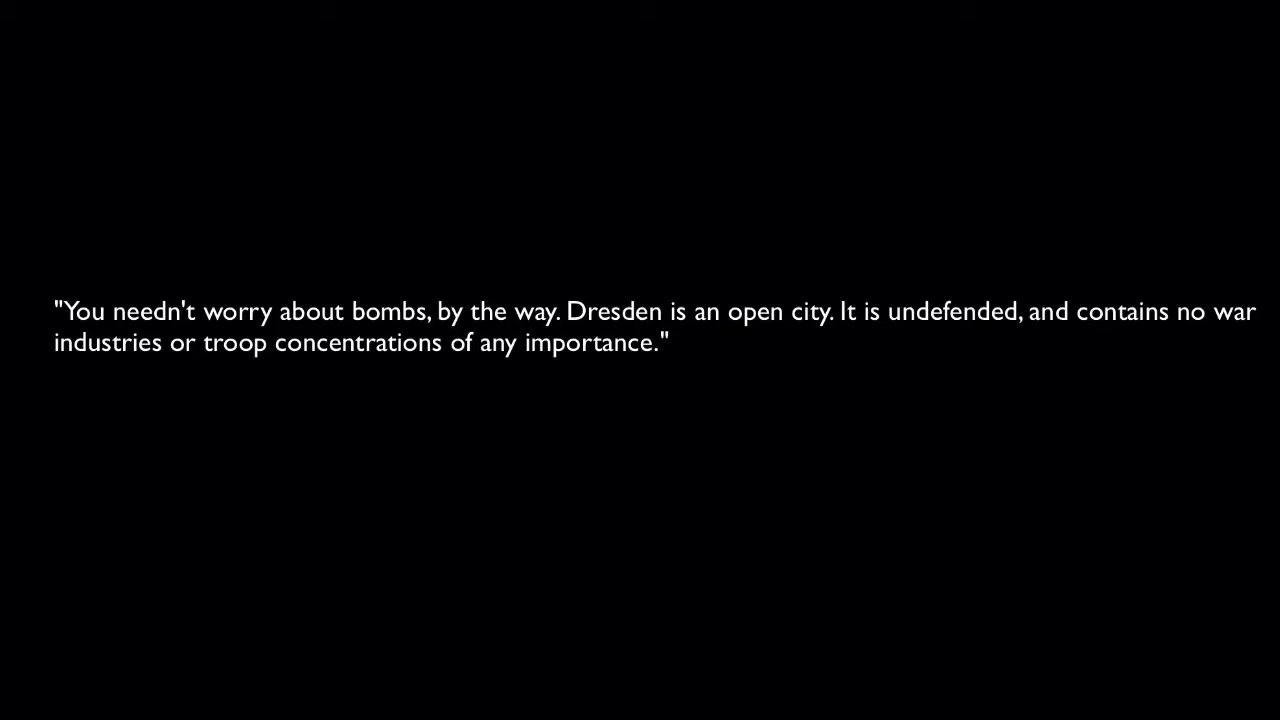 "You needn't worry about bombs, by the way. Dresden is an open city. It is undefended, and contains no war
industries or troop concentrations of any importance."